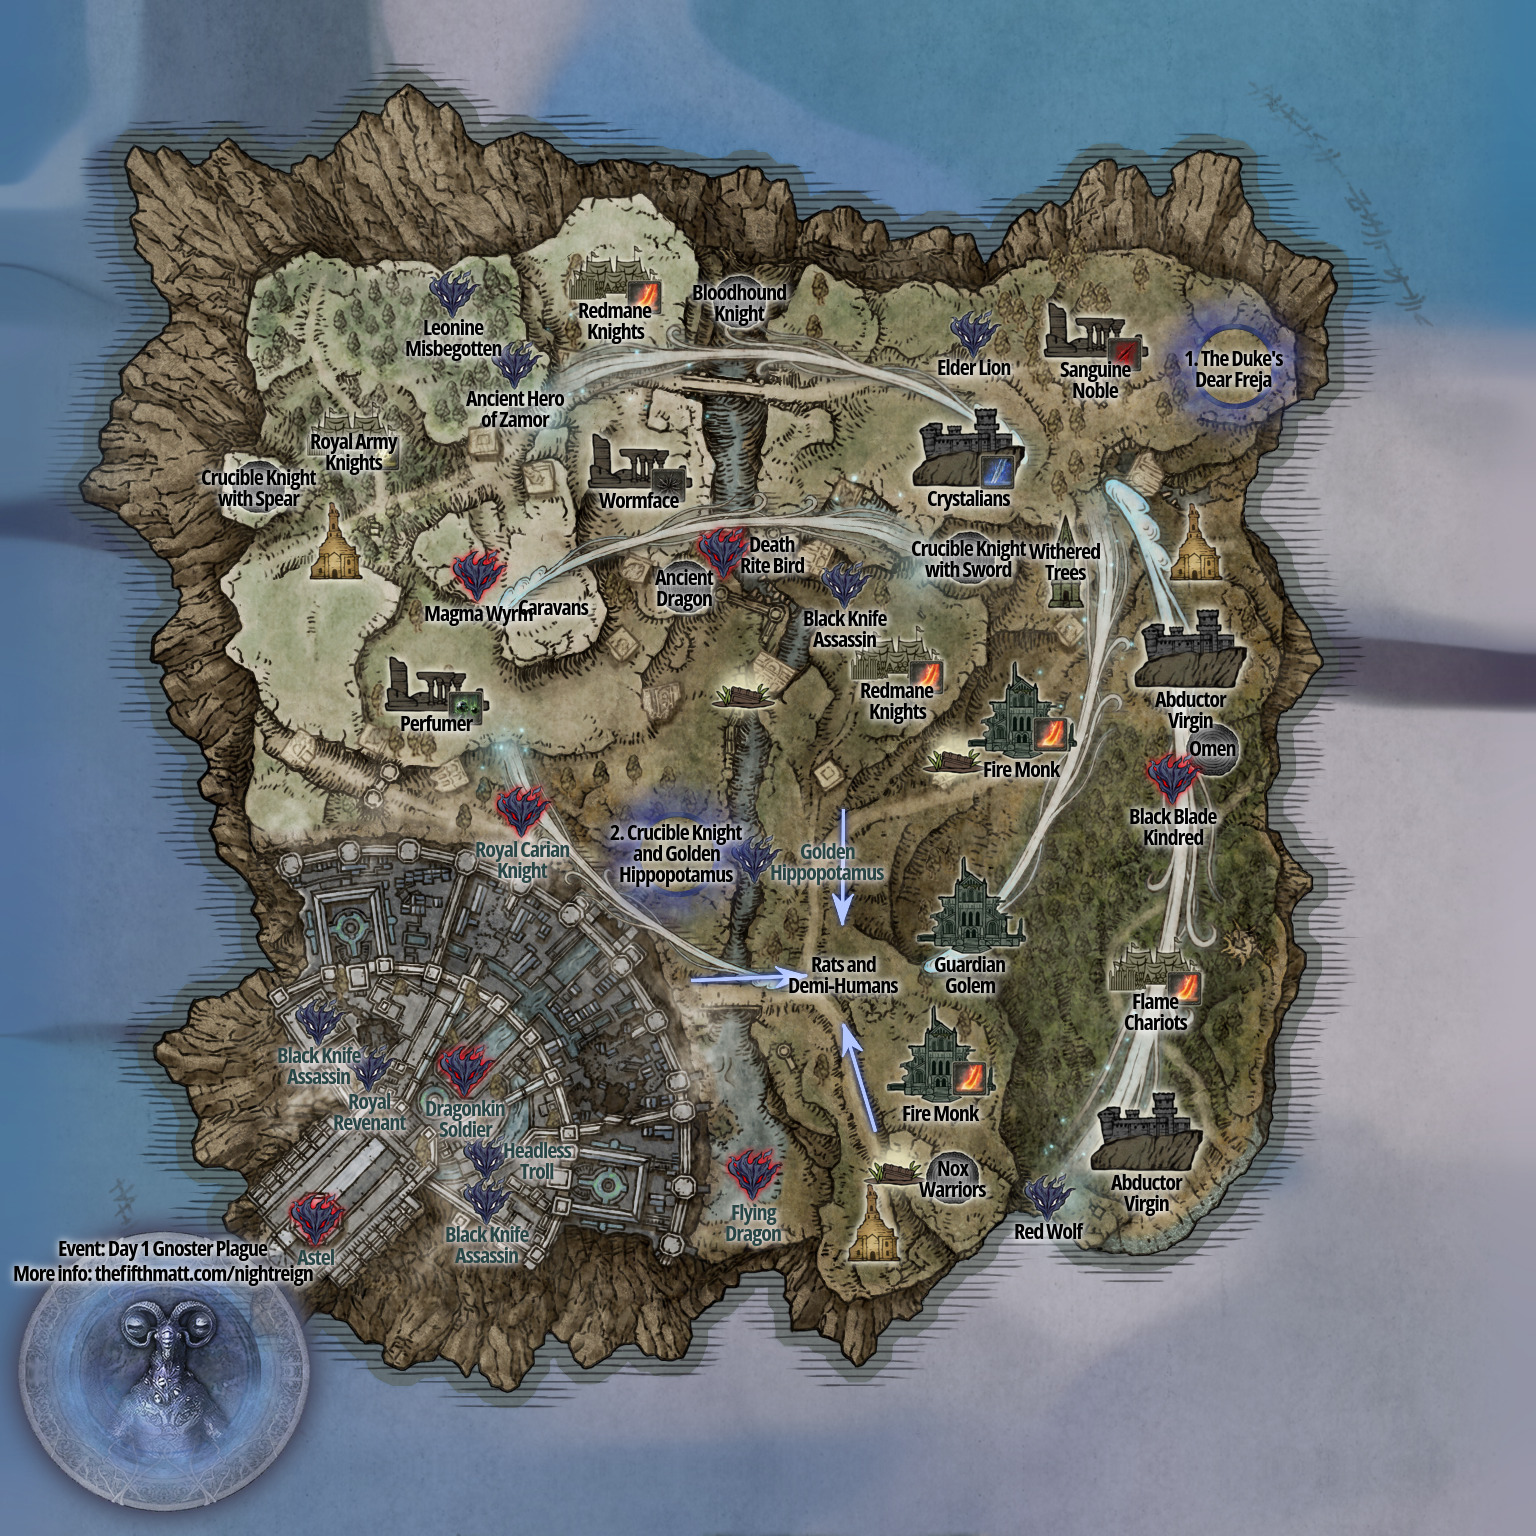 Bloodhound
Knight
Redmane
Knights
Leonine
Misbegotten
Elder Lion
Sanguine
Noble
1. The Duke's
Dear Freja
Ancient Hero
of Zamor
Royal Army
Knights
Crucible Knight
with Spear
Wormface
Crystalians
Death
Rite Bird
Ancient
Dragon
Crucible Knight
with Sword
Withered
Trees
Magma Wyrm
Caravans
Black Knife
Assassin
Redmane
Knights
Perfumer
Abductor
Virgin
Omen
Fire Monk
Black Blade
Kindred
Royal Carian
Knight
2. Crucible Knight
and Golden
Hippopotamus
Golden
Hippopotamus
Rats and
Demi-Humans
Guardian
Golem
Flame
Chariots
Black Knife
Assassin
Royal
Revenant
Dragonkin
Soldier
Headless
Troll
Fire Monk
Nox
Warriors
Abductor
Virgin
Red Wolf
Flying
Dragon
Black Knife
Assassin
Astel
Event: Day 1 Gnoster Plague
More info: thefifthmatt.com/nightreign